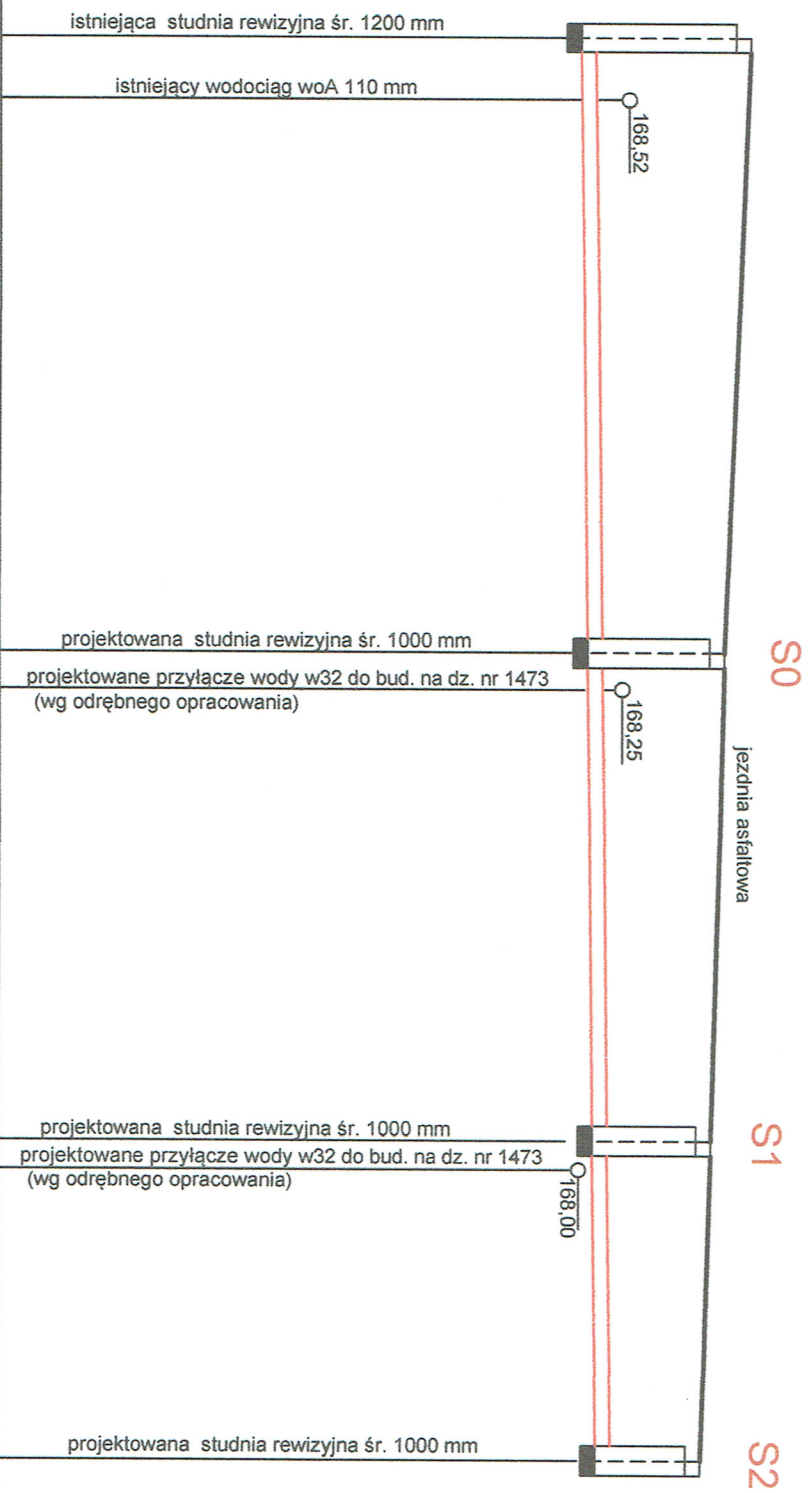 istniejąca studnia rewizyjna śr. 1200 mm
istniejący wodociąg woA 110 mm
168,52
projektowana studnia rewizyjna śr. 1000 mm
S0
projektowane przyłącze wody w32 do bud. na dz. nr 1473
(wg odrębnego opracowania)
168,25
jezdnia asfaltowa
projektowana studnia rewizyjna śr. 1000 mm
S1
projektowane przyłącze wody w32 do bud. na dz. nr 1473
(wg odrębnego opracowania)
168,00
projektowana studnia rewizyjna śr. 1000 mm
S2